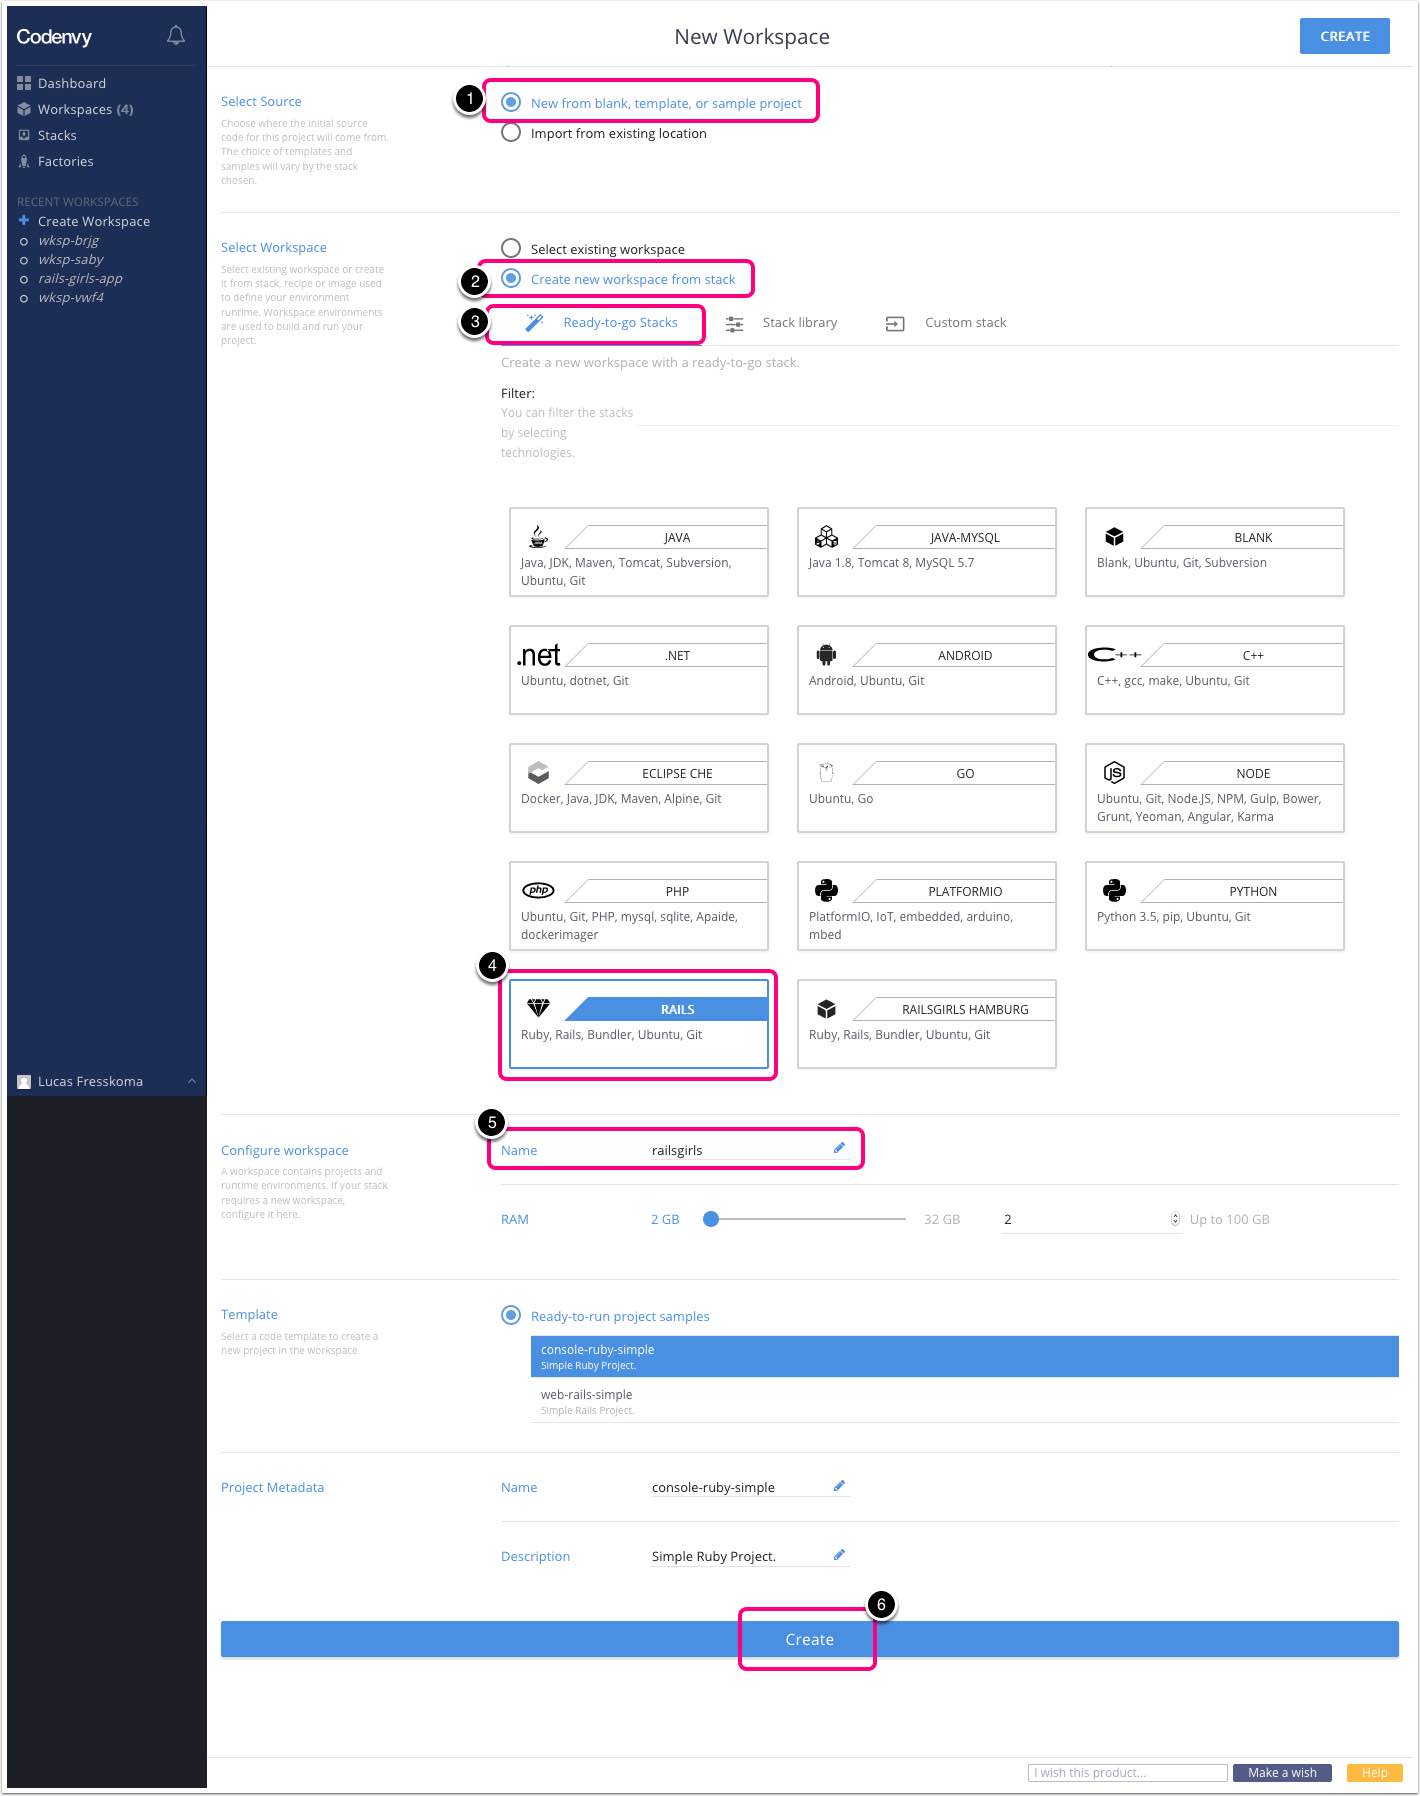 Codenvy
Dashboard
Workspaces (4)
Stacks
Factories
RECENT WORKSPACES
Create Workspace
wksp-brjg
wksp-saby
rails-girls-app
wksp-vwf4
Lucas Fresskoma
New Workspace
CREATE
Select Source
Choose where the initial source
code for this project will come from.
The choice of templates and
samples will vary by the stack
chosen.
1
New from blank, template, or sample project
Import from existing location
Select Workspace
Select existing workspace or create
it from stack, recipe or image used
to define your environment
runtime. Workspace environments
are used to build and run your
project.
Select existing workspace
2
Create new workspace from stack
3
Ready-to-go Stacks
Stack library
Custom stack
Create a new workspace with a ready-to-go stack.
Filter:
You can filter the stacks
by selecting
technologies.
JAVA
Java, JDK, Maven, Tomcat, Subversion,
Ubuntu, Git
JAVA-MYSQL
Java 1.8, Tomcat 8, MySQL 5.7
BLANK
Blank, Ubuntu, Git, Subversion
.net
.NET
Ubuntu, dotnet, Git
ANDROID
Android, Ubuntu, Git
C++
C++
C++, gcc, make, Ubuntu, Git
ECLIPSE CHE
Docker, Java, JDK, Maven, Alpine, Git
GO
Ubuntu, Go
JS
NODE
Ubuntu, Git, Node.JS, NPM, Gulp, Bower,
Grunt, Yeoman, Angular, Karma
php
PHP
Ubuntu, Git, PHP, mysql, sqlite, Apaide,
dockerimager
PLATFORMIO
PlatformIO, IoT, embedded, arduino,
mbed
PYTHON
Python 3.5, pip, Ubuntu, Git
4
RAILS
Ruby, Rails, Bundler, Ubuntu, Git
RAILSGIRLS HAMBURG
Ruby, Rails, Bundler, Ubuntu, Git
Configure workspace
A workspace contains projects and
runtime environments. If your stack
requires a new workspace,
configure it here.
5
Name
railsgirls
RAM
2 GB
32 GB
2
Up to 100 GB
Template
Select a code template to create a
new project in the workspace.
Ready-to-run project samples
console-ruby-simple
Simple Ruby Project.
web-rails-simple
Simple Rails Project.
Project Metadata
Name
console-ruby-simple
Description
Simple Ruby Project.
6
Create
I wish this product...
Make a wish
Help